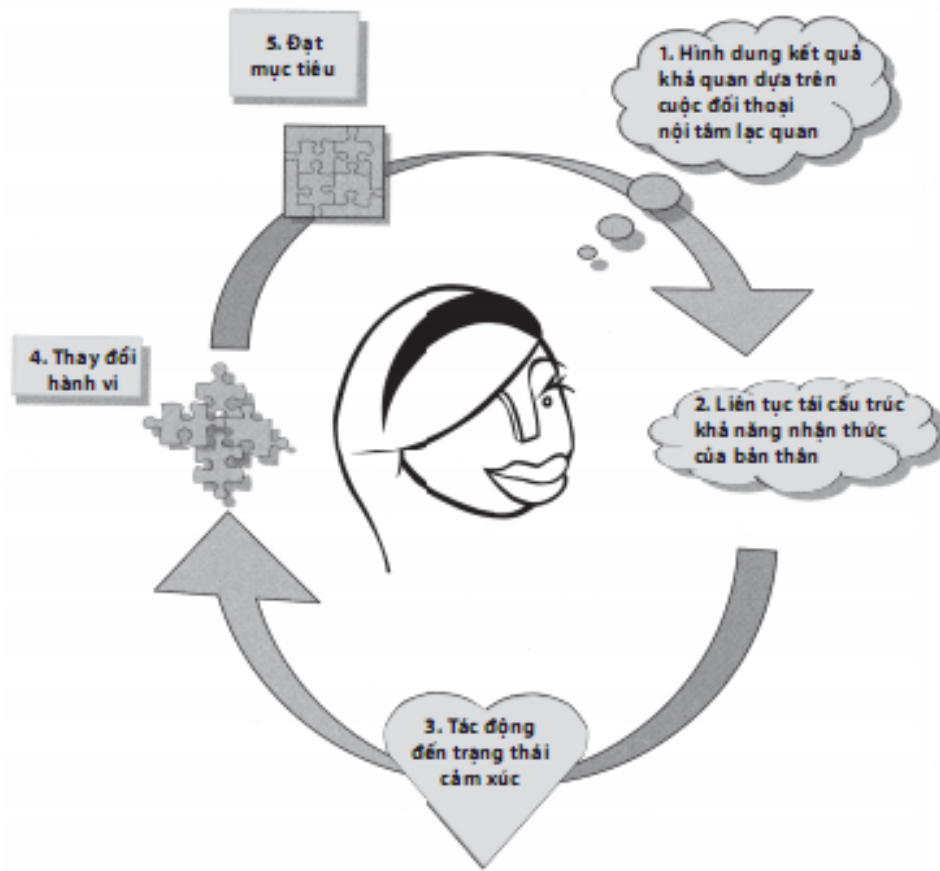 1. Hình dung kết quả
khả quan dựa trên
cuộc đối thoại
nội tâm lạc quan
2. Liên tục tái cấu trúc
khả năng nhận thức
của bản thân
3. Tác động
đến trạng thái
cảm xúc
4. Thay đổi
hành vi
5. Đạt
mục tiêu